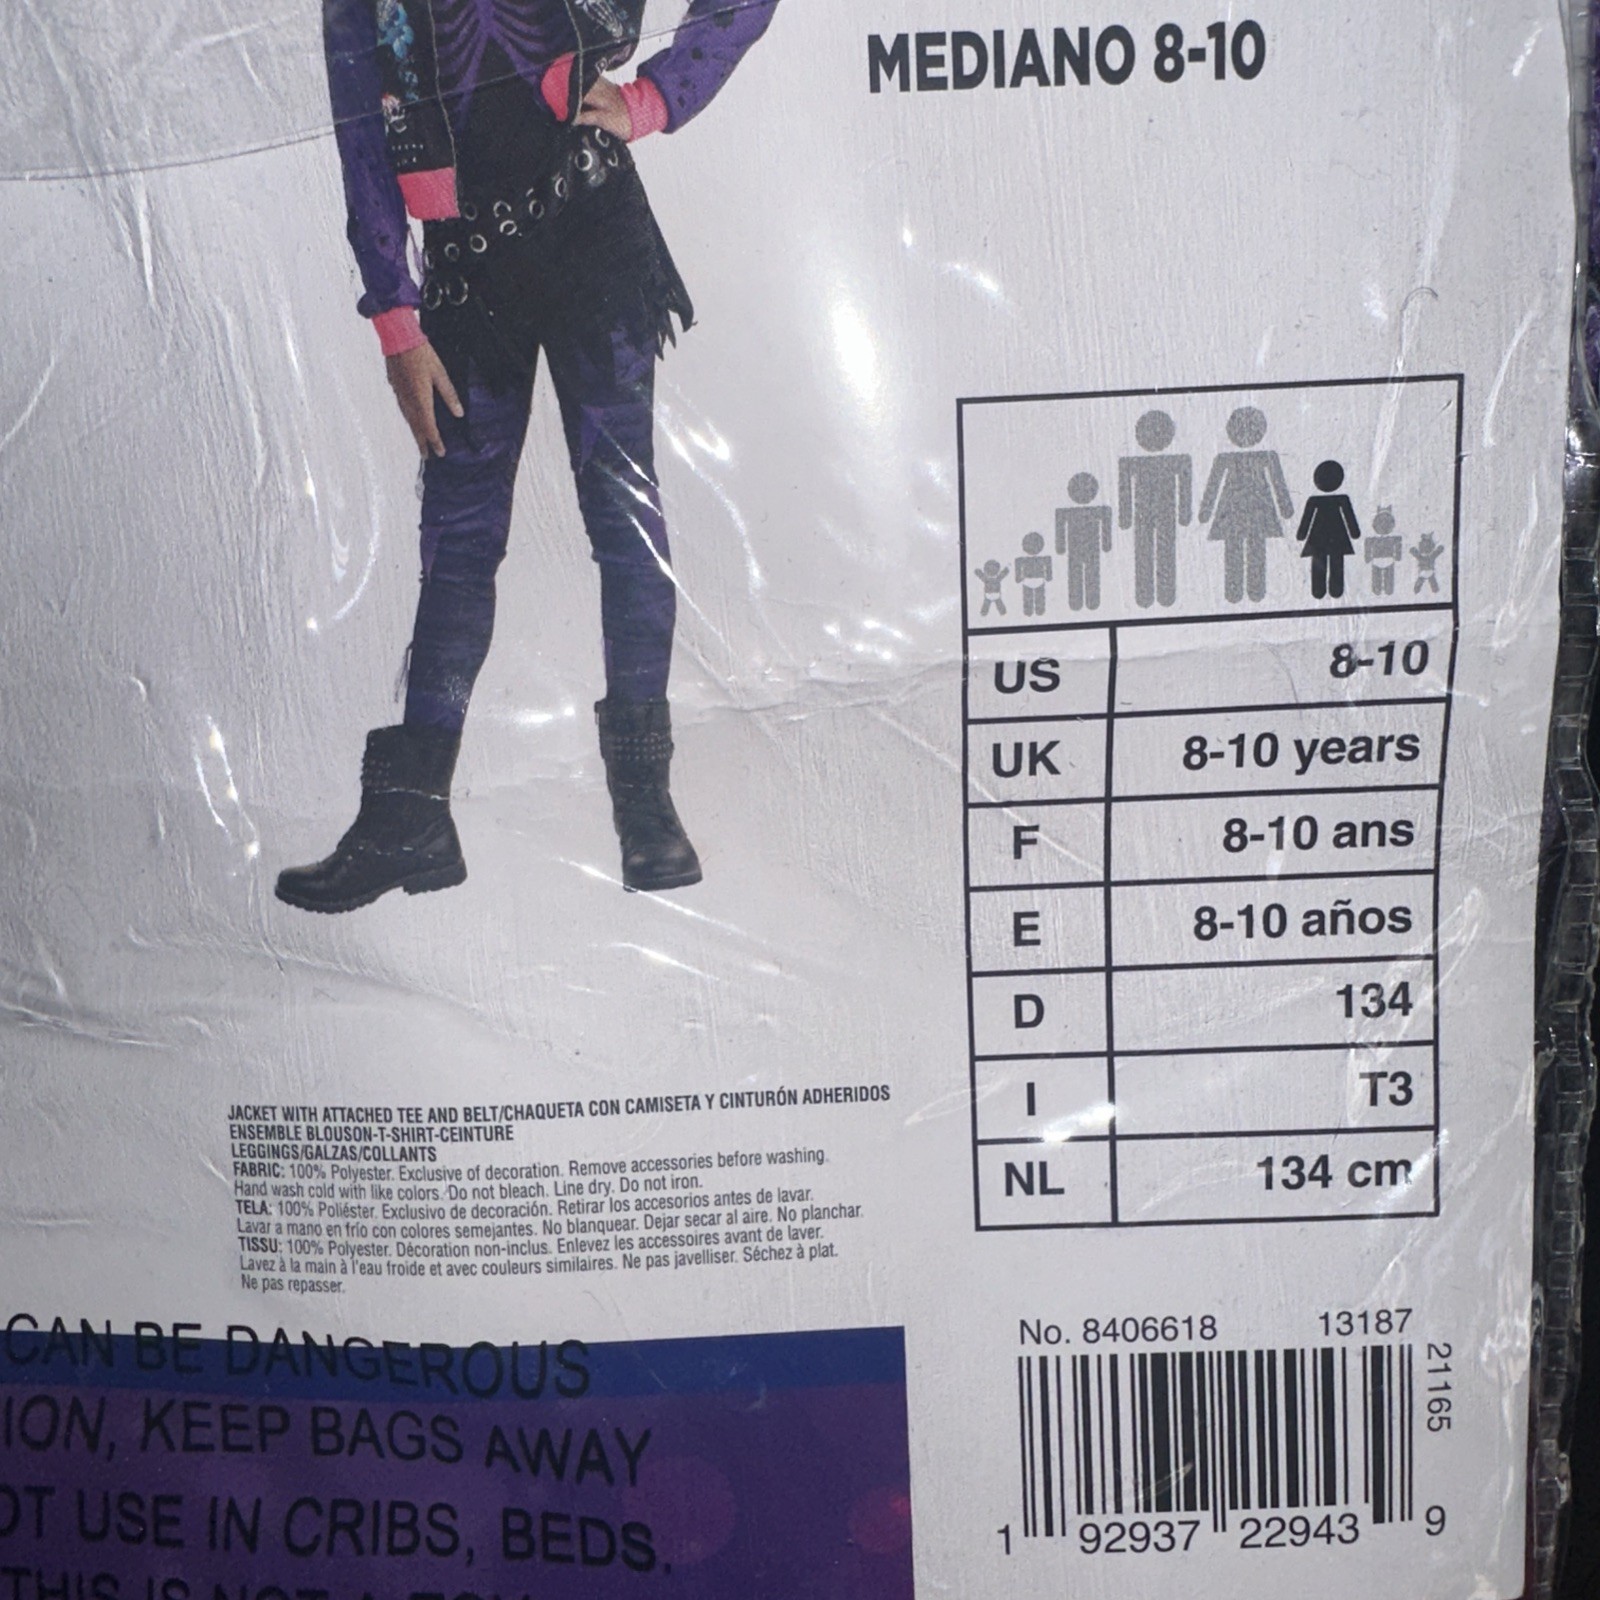 MEDIANO 8-10
US 8-10
UK 8-10 years
F 8-10 ans
E 8-10 años
D 134
I T3
NL 134 cm
JACKET WITH ATTACHED TEE AND BELT/CHAQUETA CON CAMISETA Y CINTURÓN ADHERIDOS
ENSEMBLE BLOUSON-T-SHIRT-CEINTURE
LEGGINGS/GALZAS/COLLANTS
FABRIC: 100% Polyester. Exclusive of decoration. Remove accessories before washing.
Hand wash cold with like colors. Do not bleach. Line dry. Do not iron.
TELA: 100% Poliéster. Exclusivo de decoración. Retirar los accesorios antes de lavar.
Lavar a mano en frío con colores semejantes. No blanquear. Dejar secar al aire. No planchar.
TISSU: 100% Polyester. Décoration non-inclus. Enlevez les accessoires avant de laver.
Lavez à la main à l'eau froide et avec couleurs similaires. Ne pas javelliser. Séchez à plat.
Ne pas repasser.
CAN BE DANGEROUS
ION, KEEP BAGS AWAY
OT USE IN CRIBS, BEDS,
THIS IS NOT A TOY
No. 8406618 13187
21165
1 92937 22943 9